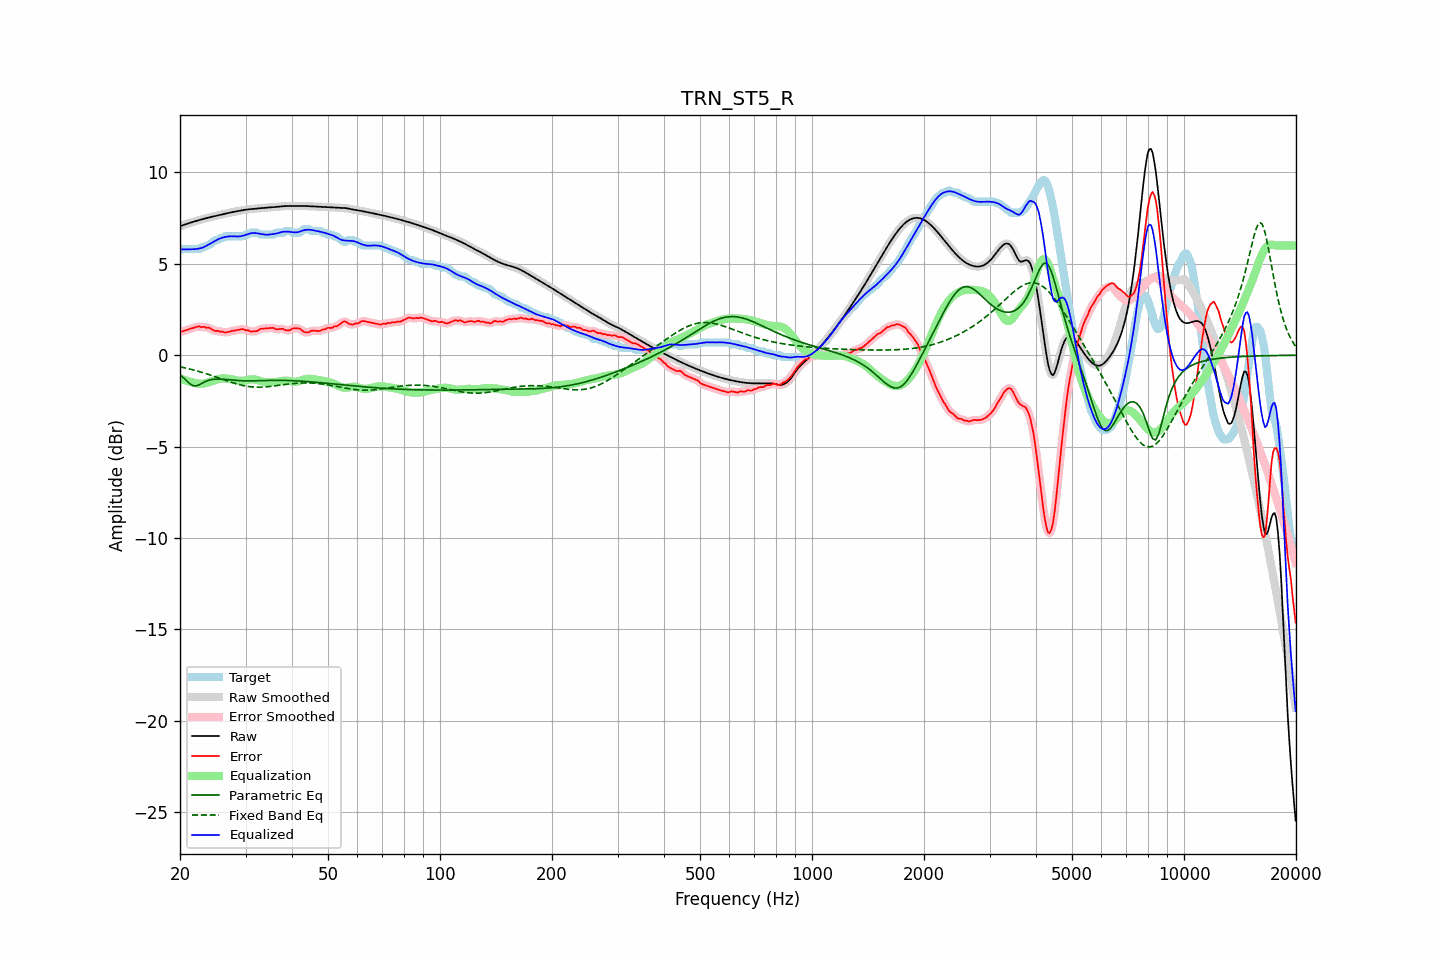 TRN_ST5_R
Amplitude (dBr)
10
5
0
−5
−10
−15
−20
−25
Target
Raw Smoothed
Error Smoothed
Raw
Error
Equalization
Parametric Eq
Fixed Band Eq
Equalized
20 50 100 200 500 1000 2000 5000 10000 20000
Frequency (Hz)